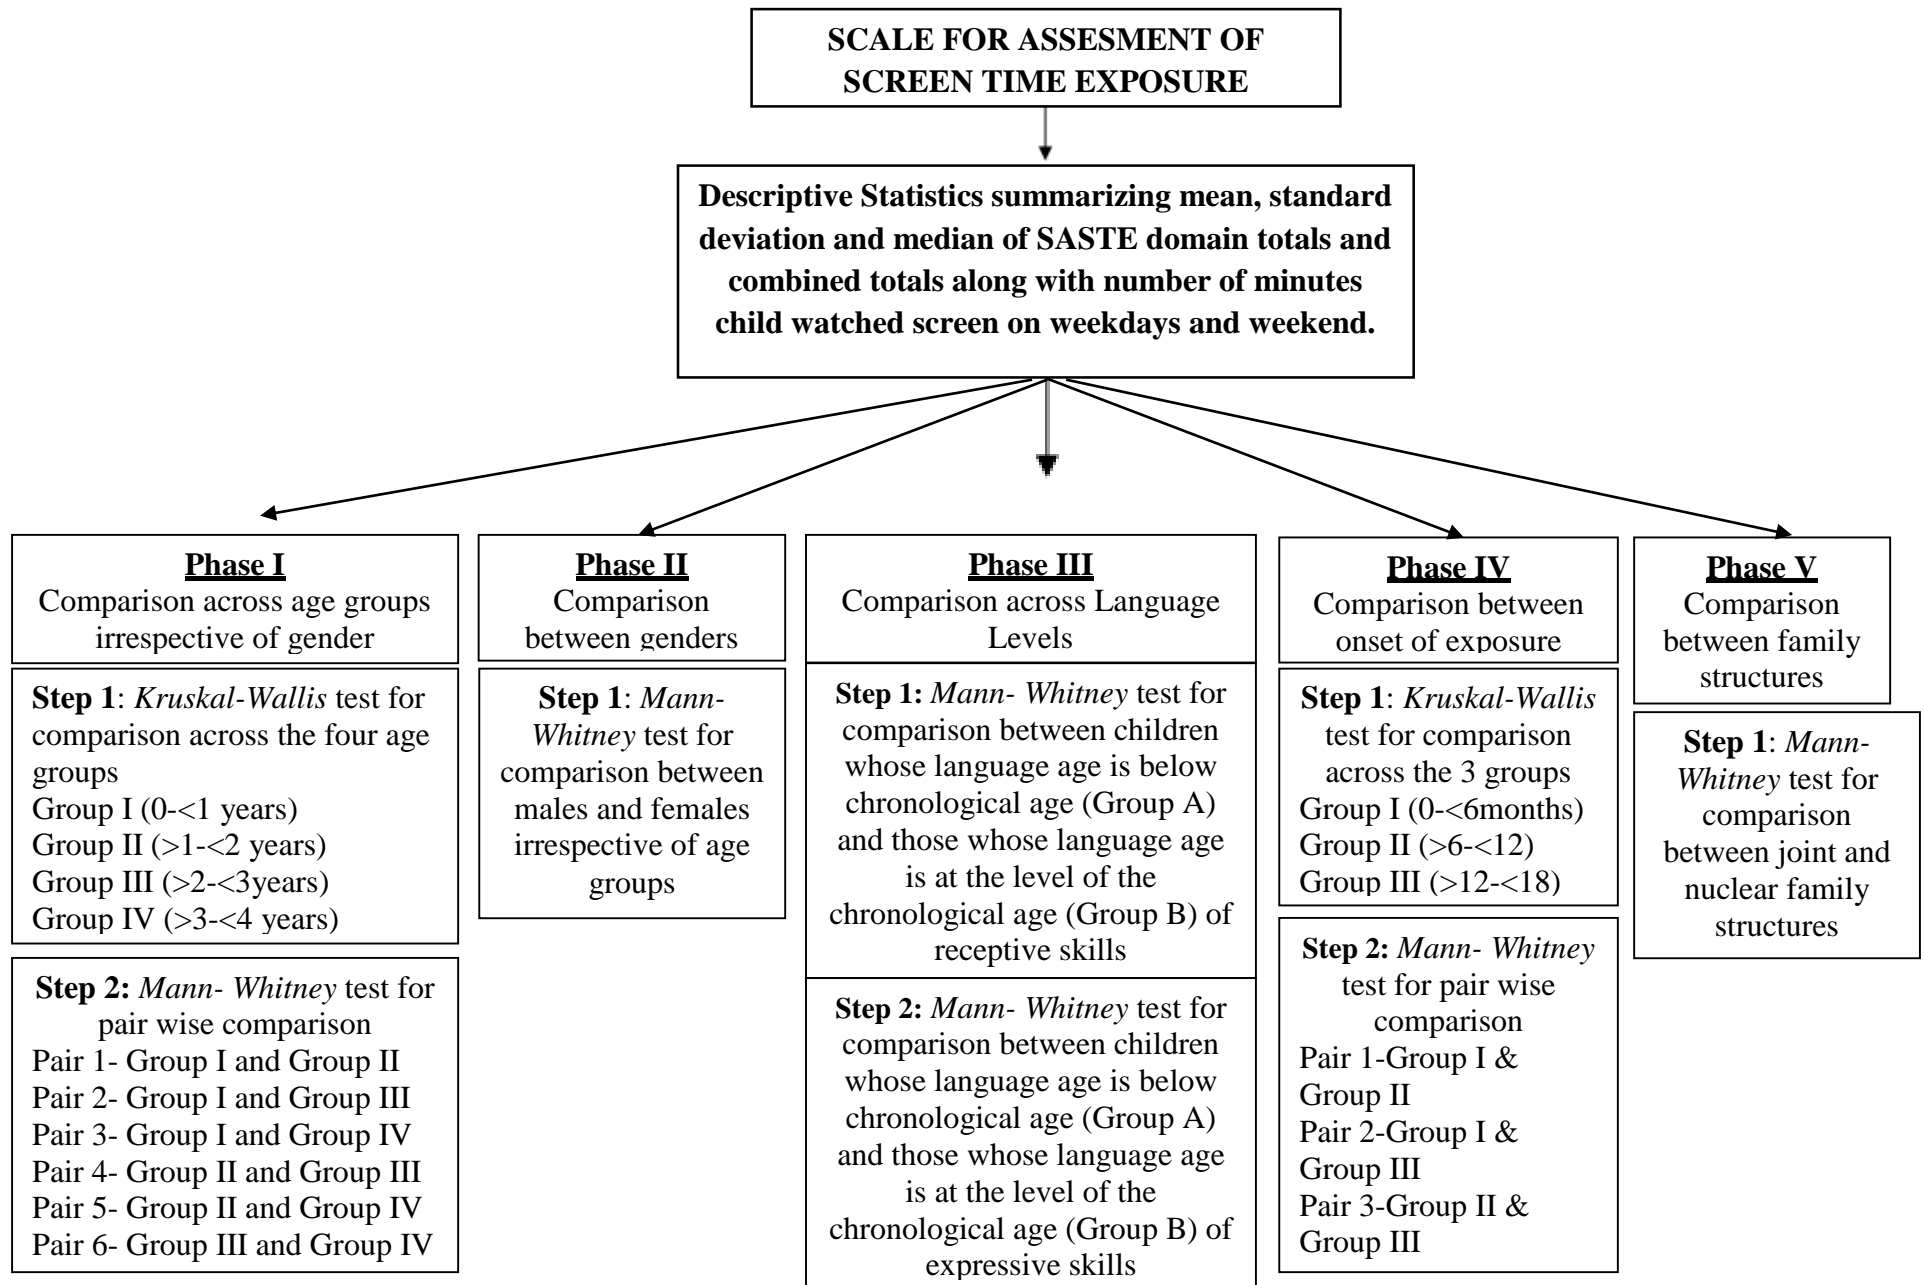 SCALE FOR ASSESMENT OF
SCREEN TIME EXPOSURE
Descriptive Statistics summarizing mean, standard
deviation and median of SASTE domain totals and
combined totals along with number of minutes
child watched screen on weekdays and weekend.
Phase I
Comparison across age groups
irrespective of gender
Step 1: Kruskal-Wallis test for
comparison across the four age
groups
Group I (0-<1 years)
Group II (>1-<2 years)
Group III (>2-<3years)
Group IV (>3-<4 years)
Step 2: Mann- Whitney test for
pair wise comparison
Pair 1- Group I and Group II
Pair 2- Group I and Group III
Pair 3- Group I and Group IV
Pair 4- Group II and Group III
Pair 5- Group II and Group IV
Pair 6- Group III and Group IV
Phase II
Comparison
between genders
Step 1: Mann-
Whitney test for
comparison between
males and females
irrespective of age
groups
Phase III
Comparison across Language
Levels
Step 1: Mann- Whitney test for
comparison between children
whose language age is below
chronological age (Group A)
and those whose language age
is at the level of the
chronological age (Group B) of
receptive skills
Step 2: Mann- Whitney test for
comparison between children
whose language age is below
chronological age (Group A)
and those whose language age
is at the level of the
chronological age (Group B) of
expressive skills
Phase IV
Comparison between
onset of exposure
Step 1: Kruskal-Wallis
test for comparison
across the 3 groups
Group I (0-<6months)
Group II (>6-<12)
Group III (>12-<18)
Step 2: Mann- Whitney
test for pair wise
comparison
Pair 1-Group I &
Group II
Pair 2-Group I &
Group III
Pair 3-Group II &
Group III
Phase V
Comparison
between family
structures
Step 1: Mann-
Whitney test for
comparison
between joint and
nuclear family
structures